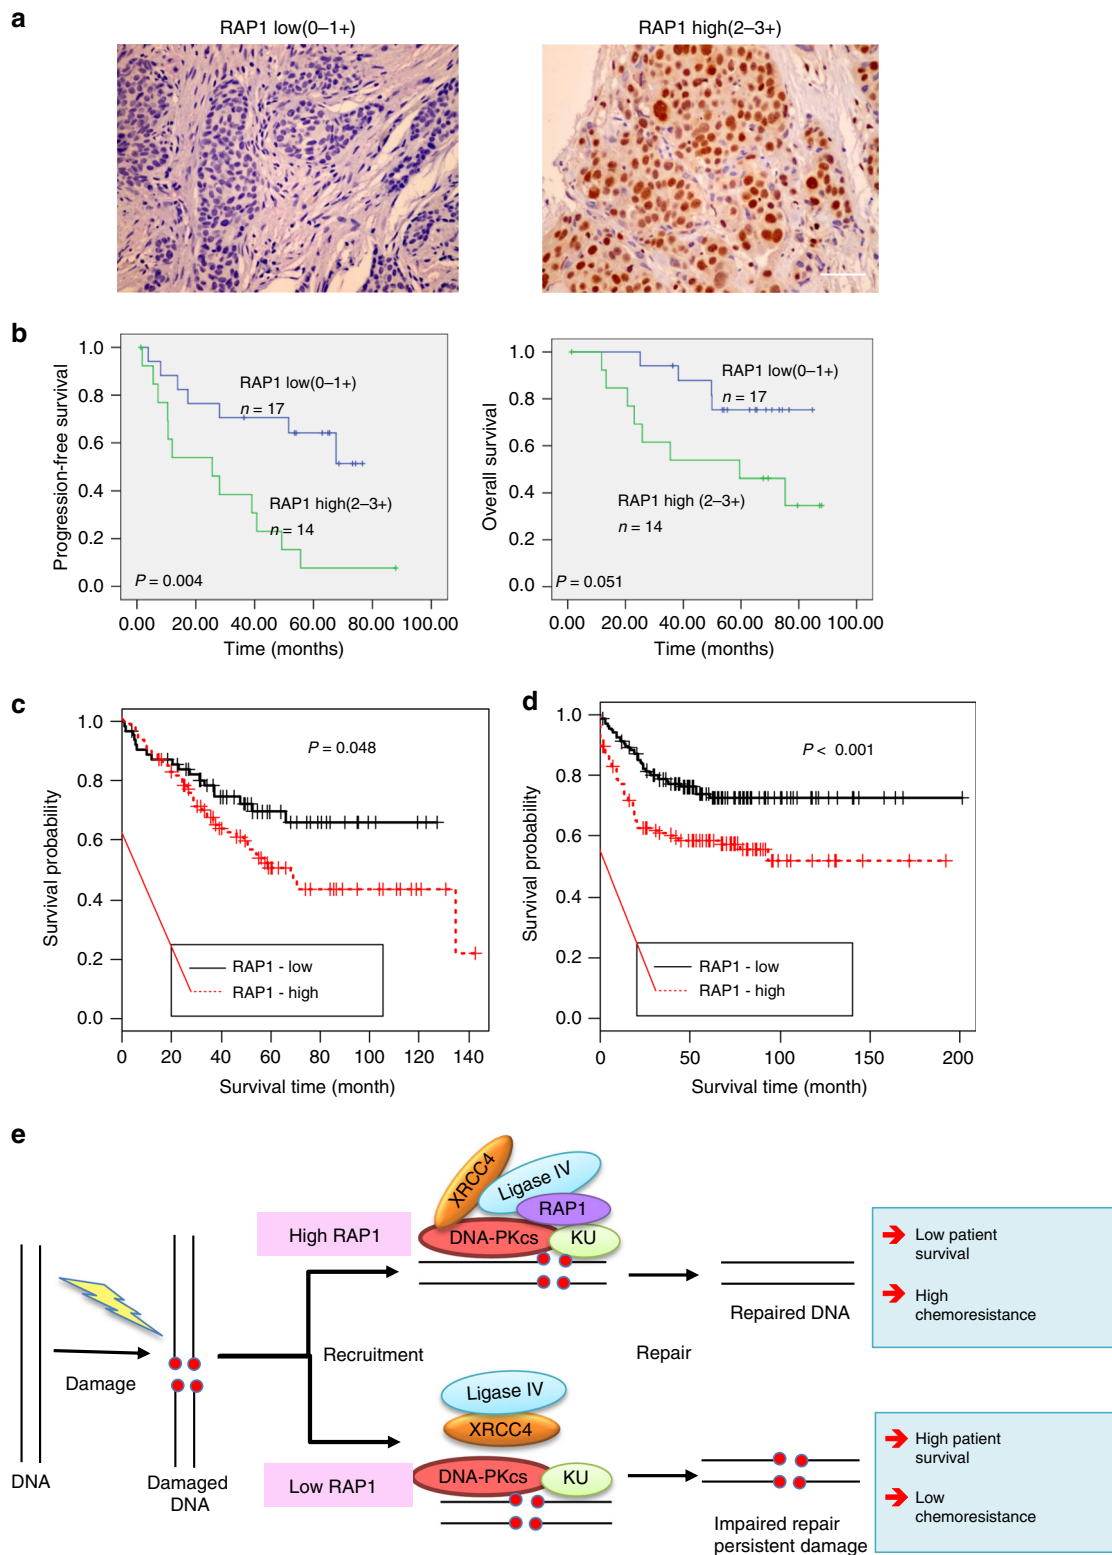 a
RAP1 low(0–1+)
RAP1 high(2–3+)
b
Progression-free survival
1.0
0.8
0.6
0.4
0.2
0.0
RAP1 low(0–1+)
n = 17
RAP1 high(2–3+)
n = 14
P = 0.004
0.00 20.00 40.00 60.00 80.00 100.00
Time (months)
Overall survival
1.0
0.8
0.6
0.4
0.2
0.0
RAP1 low(0–1+)
n = 17
RAP1 high (2–3+)
n = 14
P = 0.051
0.00 20.00 40.00 60.00 80.00 100.00
Time (months)
c
Survival probability
1.0
0.8
0.6
0.4
0.2
0.0
P = 0.048
RAP1 - low
RAP1 - high
0 20 40 60 80 100 120 140
Survival time (month)
d
Survival probability
1.0
0.8
0.6
0.4
0.2
0.0
P < 0.001
RAP1 - low
RAP1 - high
0 50 100 150 200
Survival time (month)
e
DNA
Damage
Damaged
DNA
Recruitment
High RAP1
XRCC4
Ligase IV
RAP1
DNA-PKcs
KU
Repair
Repaired DNA
Low patient
survival
High
chemoresistance
Low RAP1
Ligase IV
XRCC4
DNA-PKcs
KU
Impaired repair
persistent damage
High patient
survival
Low
chemoresistance